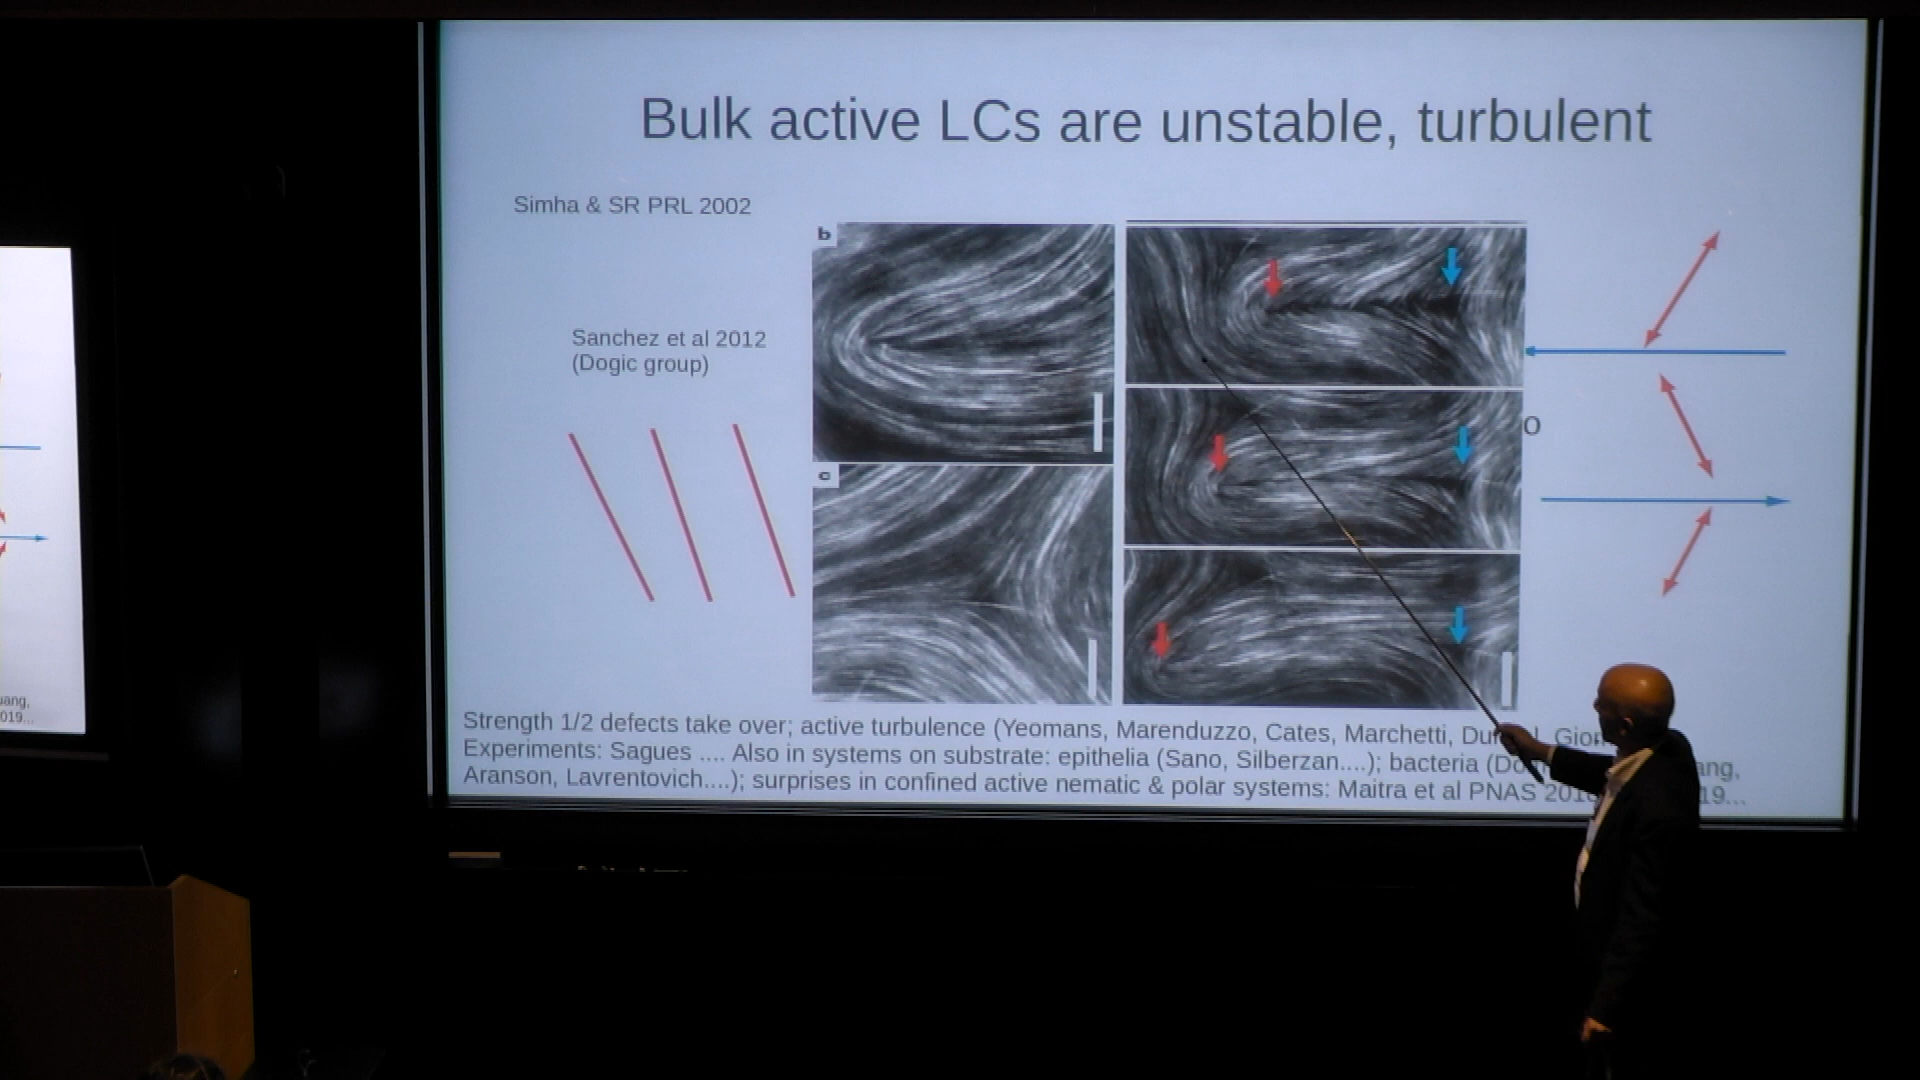 Bulk active LCs are unstable, turbulent
Simha & SR PRL 2002
b
Sanchez et al 2012
(Dogic group)
o
c
Strength 1/2 defects take over; active turbulence (Yeomans, Marenduzzo, Cates, Marchetti,
Experiments: Sagues .... Also in systems on substrate: epithelia (Sano, Silberzan....); bacteria
Aranson, Lavrentovich....); surprises in confined active nematic & polar systems: Maitra et al PNAS
019...